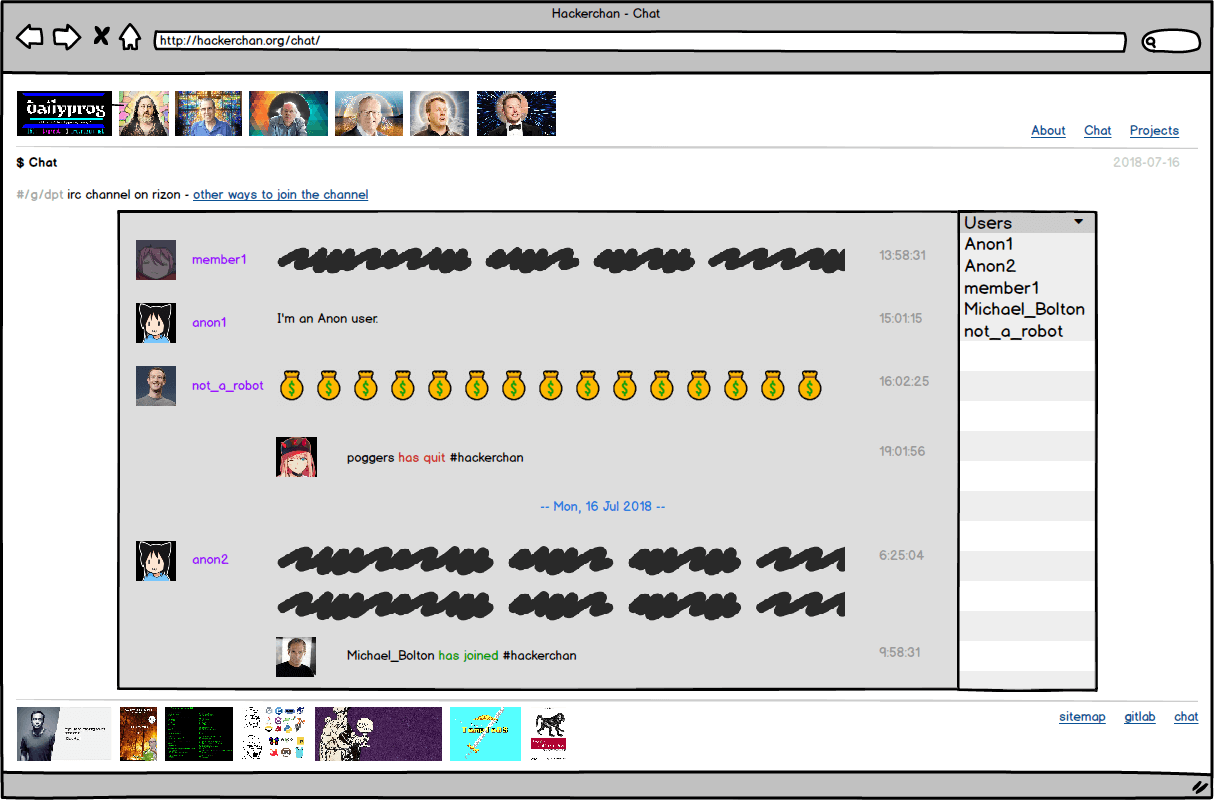 Hackerchan - Chat
http://hackerchan.org/chat/
dailyprog
About Chat Projects
$ Chat 2018-07-16
#/g/dpt irc channel on rizon - other ways to join the channel
Users
Anon1
Anon2
member1
Michael_Bolton
not_a_robot
member1 13:58:31
anon1 I'm an Anon user. 15:01:15
not_a_robot 16:02:25
poggers has quit #hackerchan 19:01:56
-- Mon, 16 Jul 2018 --
anon2 6:25:04
Michael_Bolton has joined #hackerchan 9:58:31
sitemap gitlab chat